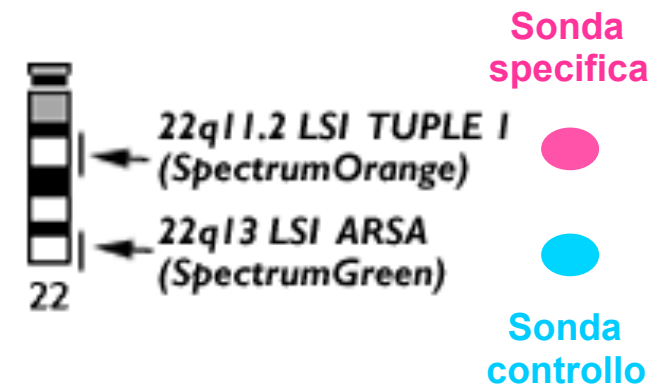 Sonda
specifica
22q11.2 LSI TUPLE 1
(SpectrumOrange)
22q13 LSI ARSA
(SpectrumGreen)
22
Sonda
controllo